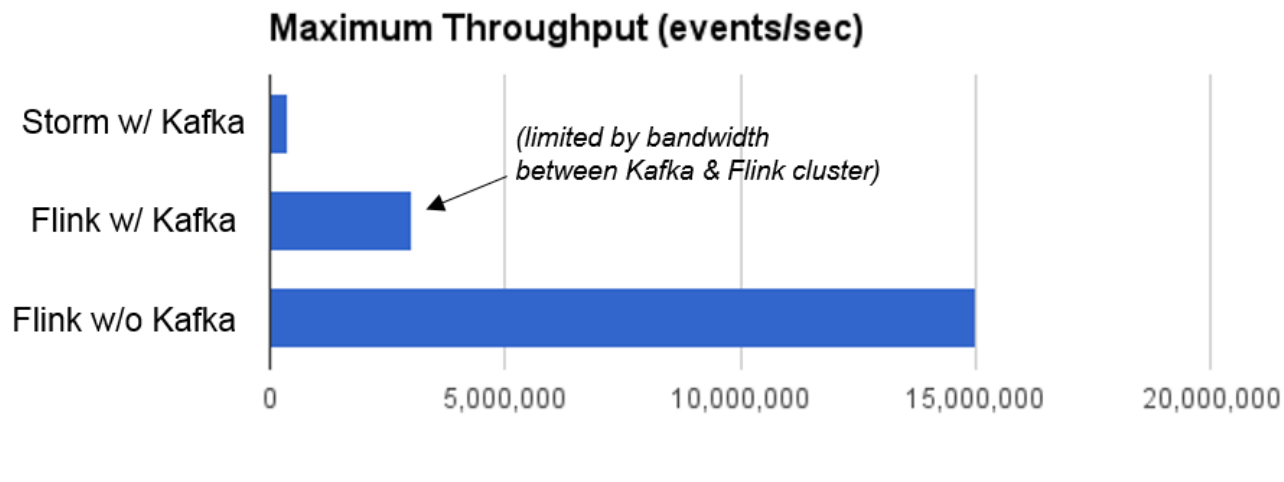 Maximum Throughput (events/sec)
Storm w/ Kafka
(limited by bandwidth
between Kafka & Flink cluster)
Flink w/ Kafka
Flink w/o Kafka
0
5,000,000
10,000,000
15,000,000
20,000,000